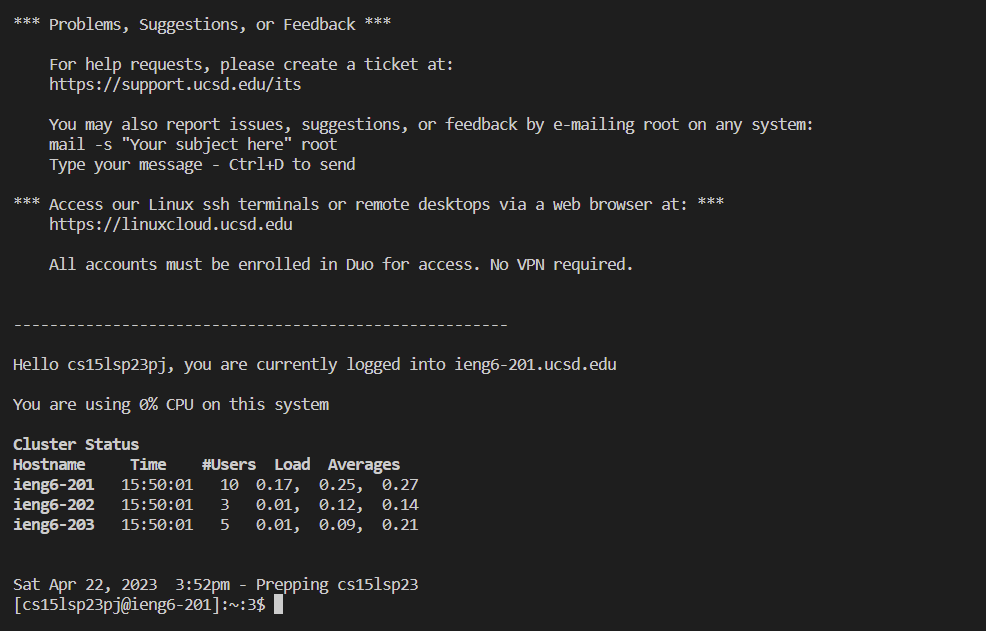 *** Problems, Suggestions, or Feedback ***
For help requests, please create a ticket at:
https://support.ucsd.edu/its
You may also report issues, suggestions, or feedback by e-mailing root on any system:
mail -s "Your subject here" root
Type your message - Ctrl+D to send
*** Access our Linux ssh terminals or remote desktops via a web browser at: ***
https://linuxcloud.ucsd.edu
All accounts must be enrolled in Duo for access. No VPN required.
--------------------------------------------------------
Hello cs15lsp23pj, you are currently logged into ieng6-201.ucsd.edu
You are using 0% CPU on this system
Cluster Status
Hostname     Time    #Users  Load  Averages
ieng6-201   15:50:01   10  0.17,  0.25,  0.27
ieng6-202   15:50:01   3   0.01,  0.12,  0.14
ieng6-203   15:50:01   5   0.01,  0.09,  0.21
Sat Apr 22, 2023  3:52pm - Prepping cs15lsp23
[cs15lsp23pj@ieng6-201]:~:3$